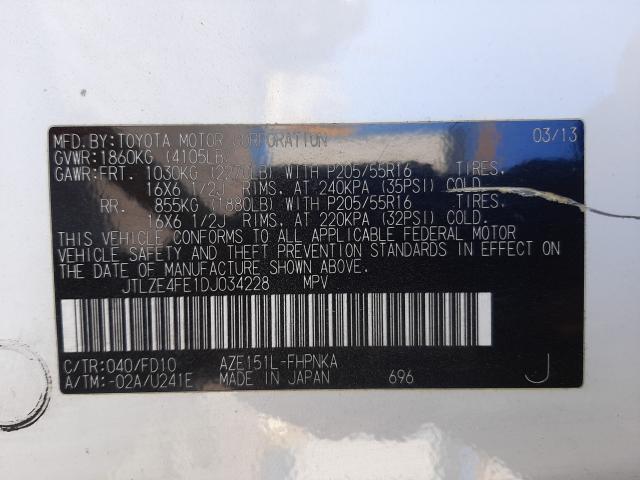 MFD.BY:TOYOTA MOTOR CORPORATION 03/13
GVWR:1860KG (4105LB)
GAWR:FRT. 1030KG (2270LB) WITH P205/55R16 TIRES.
16X6 1/2J RIMS. AT 240KPA (35PSI) COLD.
RR. 855KG (1880LB) WITH P205/55R16 TIRES.
16X6 1/2J RIMS. AT 220KPA (32PSI) COLD.
THIS VEHICLE CONFORMS TO ALL APPLICABLE FEDERAL MOTOR
VEHICLE SAFETY AND THEFT PREVENTION STANDARDS IN EFFECT ON
THE DATE OF MANUFACTURE SHOWN ABOVE.
JTLZE4FE1DJ034228 MPV
C/TR:040/FD10 AZE151L-FHPNKA
A/TM:-02A/U241E MADE IN JAPAN 696 J